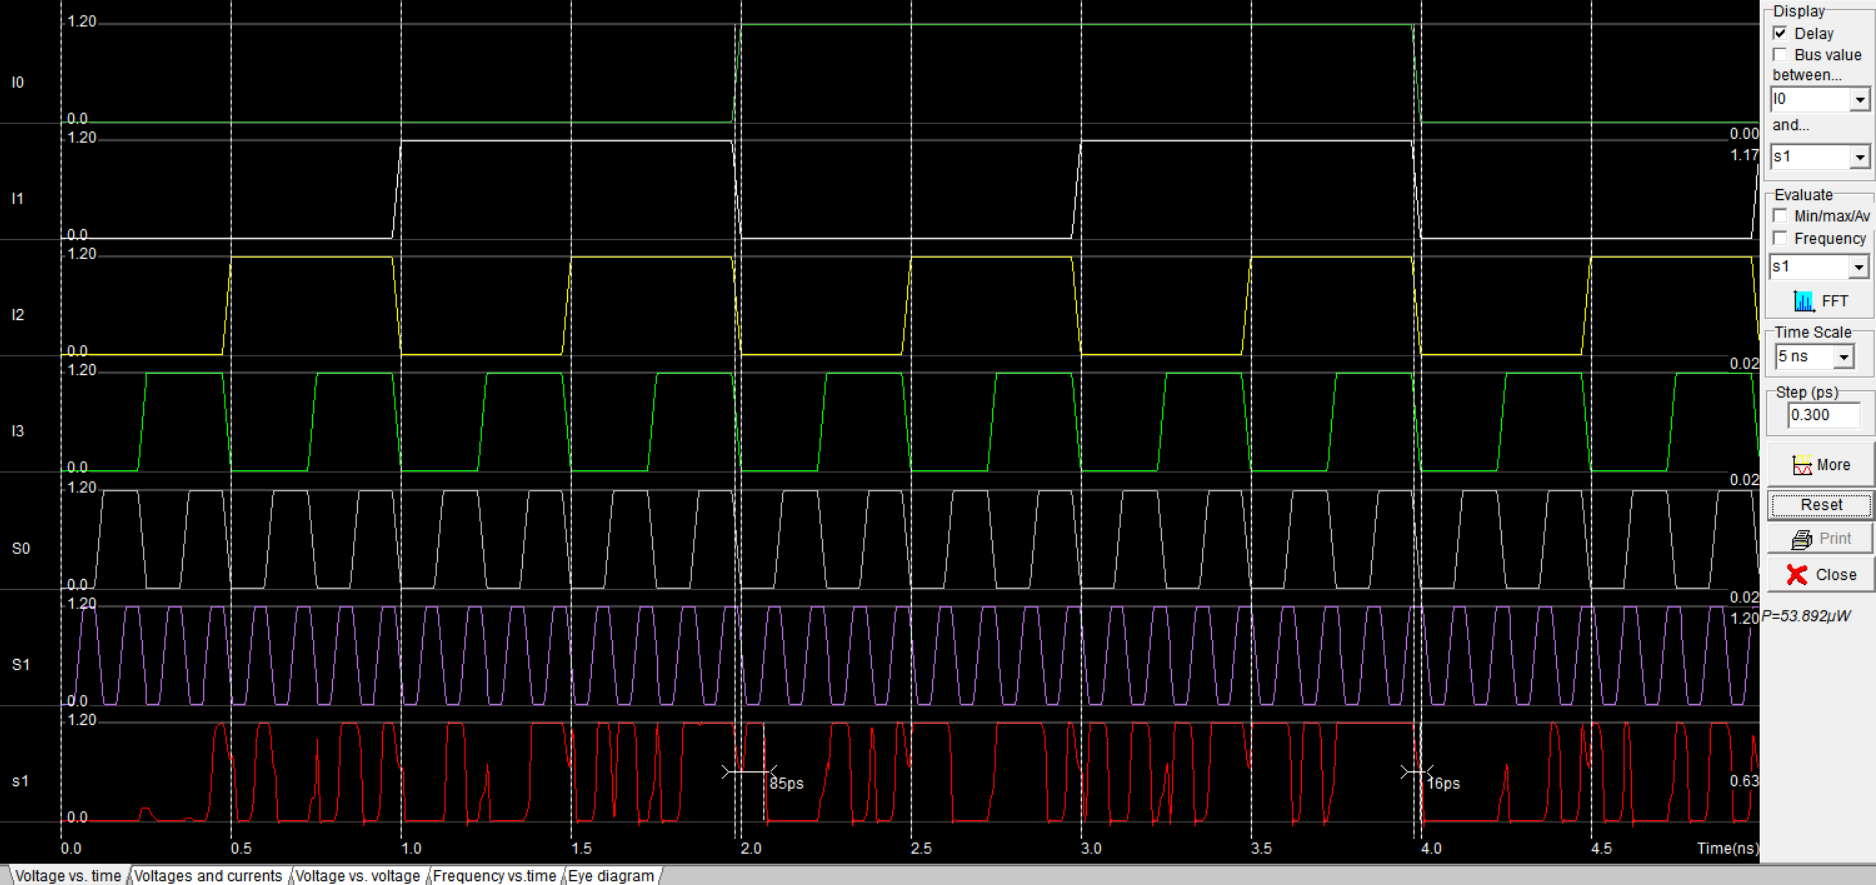 1.20
I0
0.0
1.20
0.00
1.17
I1
0.0
1.20
I2
0.0
1.20
0.02
I3
0.0
1.20
0.02
S0
0.0
1.20
0.02
1.20
S1
0.0
1.20
s1
85ps
16ps
0.63
0.0
0.0 0.5 1.0 1.5 2.0 2.5 3.0 3.5 4.0 4.5 Time(ns)
Voltage vs. time Voltages and currents Voltage vs. voltage Frequency vs.time Eye diagram
Display
Delay
Bus value
between...
I0
and...
s1
Evaluate
Min/max/Av
Frequency
s1
FFT
Time Scale
5 ns
Step (ps)
0.300
More
Reset
Print
Close
P=53.892µW